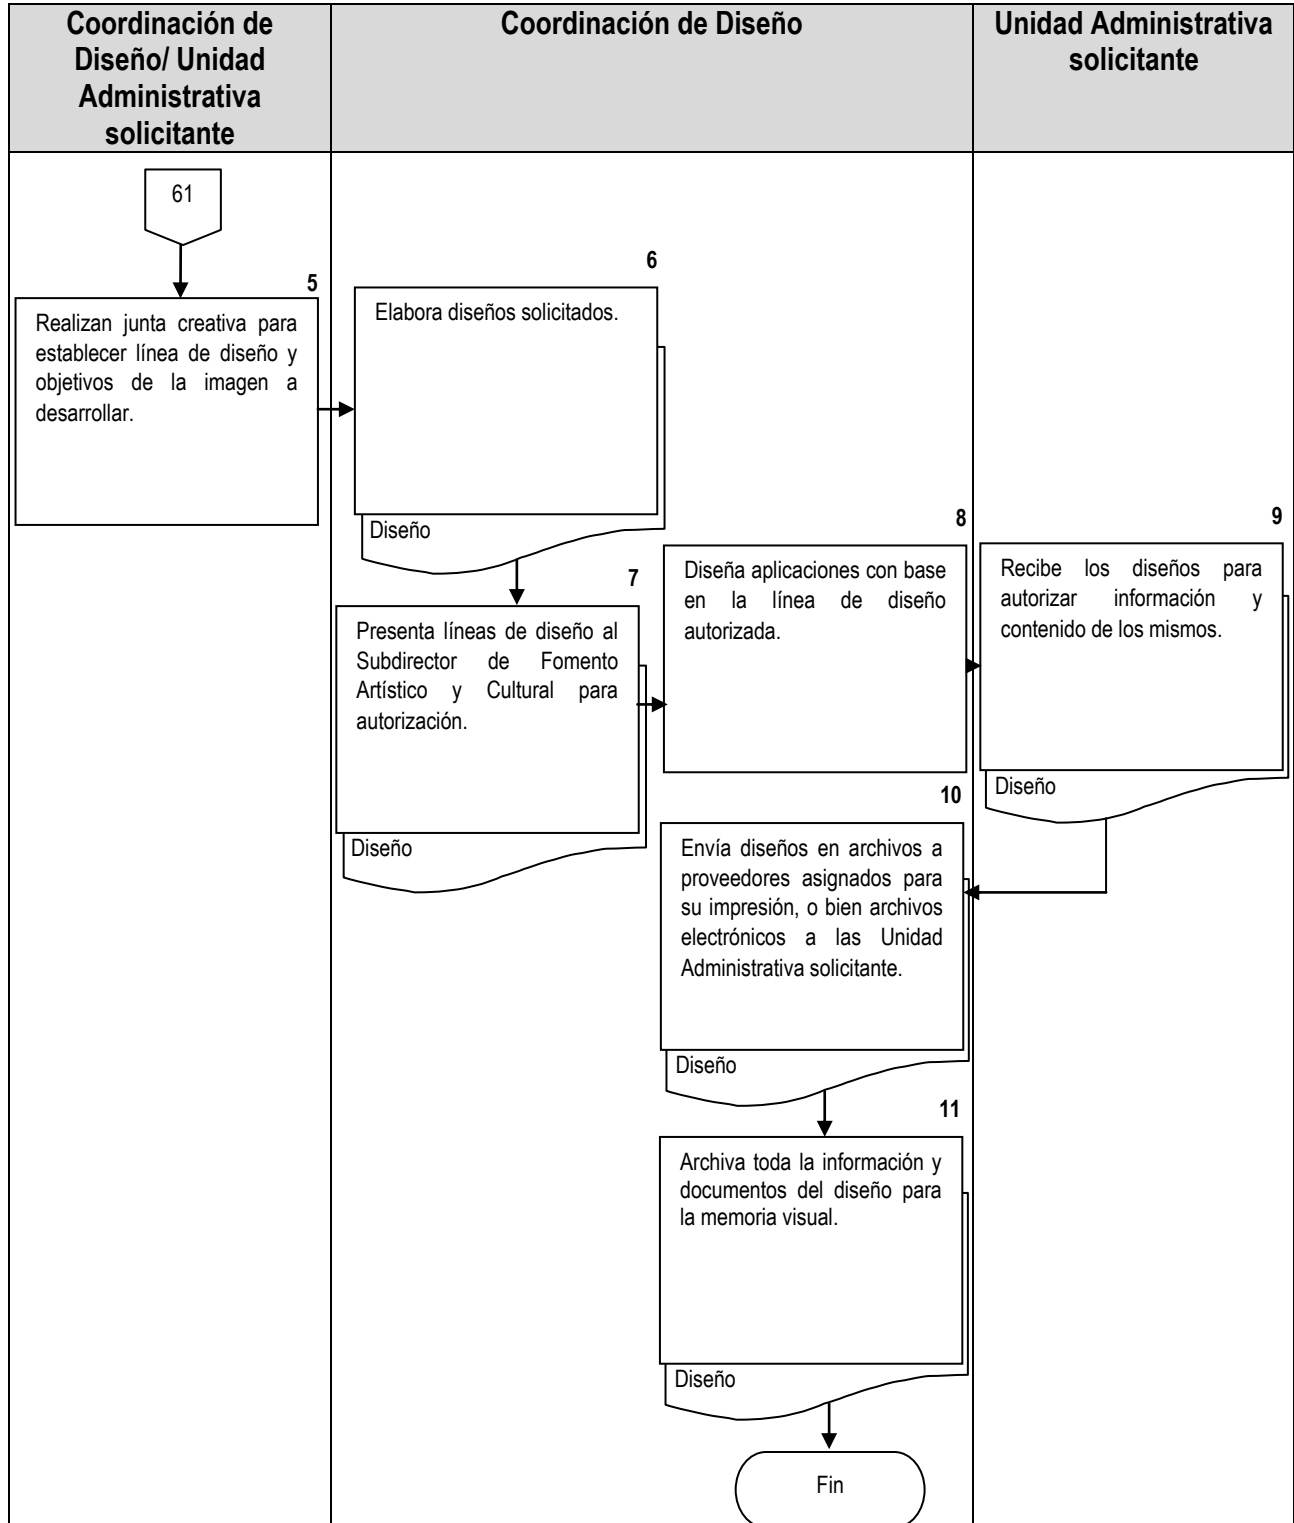 Coordinación de
Diseño/ Unidad
Administrativa
solicitante
Coordinación de Diseño
Unidad Administrativa
solicitante
61
5
Realizan junta creativa para
establecer línea de diseño y
objetivos de la imagen a
desarrollar.
6
Elabora diseños solicitados.
Diseño
7
Presenta líneas de diseño al
Subdirector de Fomento
Artístico y Cultural para
autorización.
Diseño
8
Diseña aplicaciones con base
en la línea de diseño
autorizada.
9
Recibe los diseños para
autorizar información y
contenido de los mismos.
Diseño
10
Envía diseños en archivos a
proveedores asignados para
su impresión, o bien archivos
electrónicos a las Unidad
Administrativa solicitante.
Diseño
11
Archiva toda la información y
documentos del diseño para
la memoria visual.
Diseño
Fin